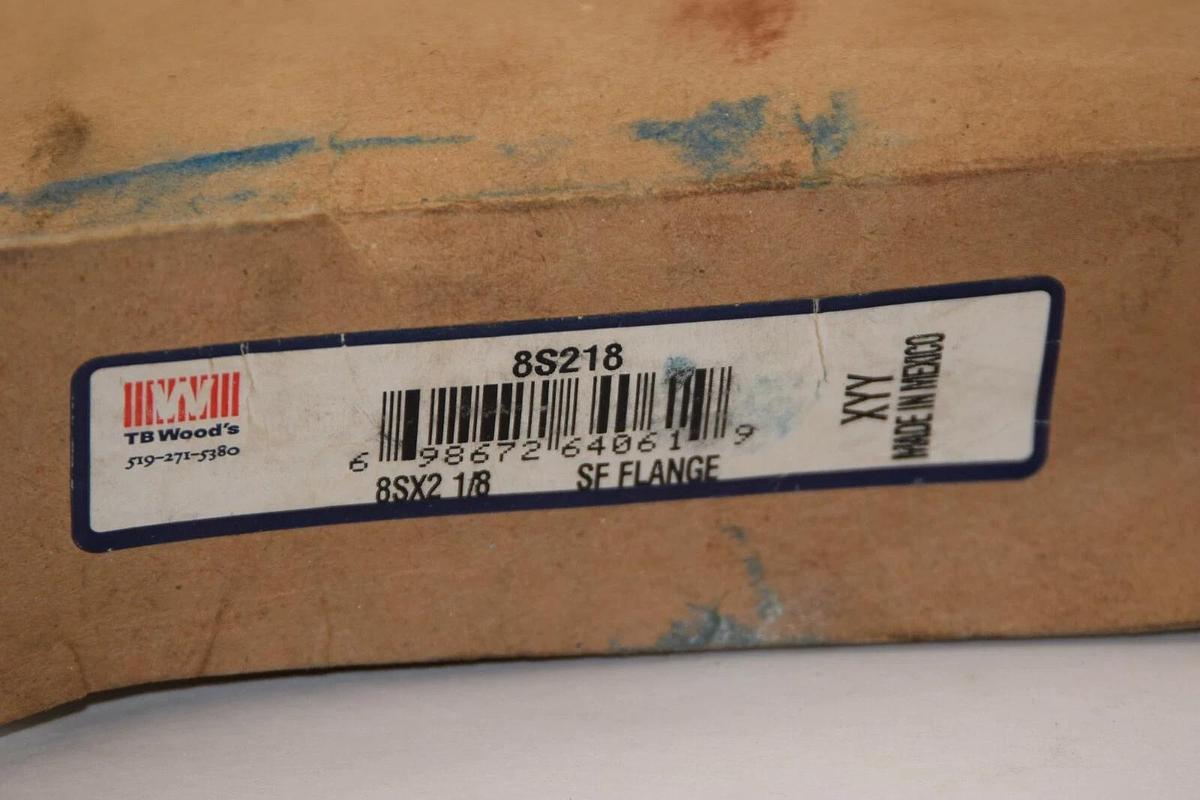 8S218
TB Wood's
519-271-5380
6 98672 64061 9
8SX2 1/8 SF FLANGE
XYY
MADE IN MEXICO